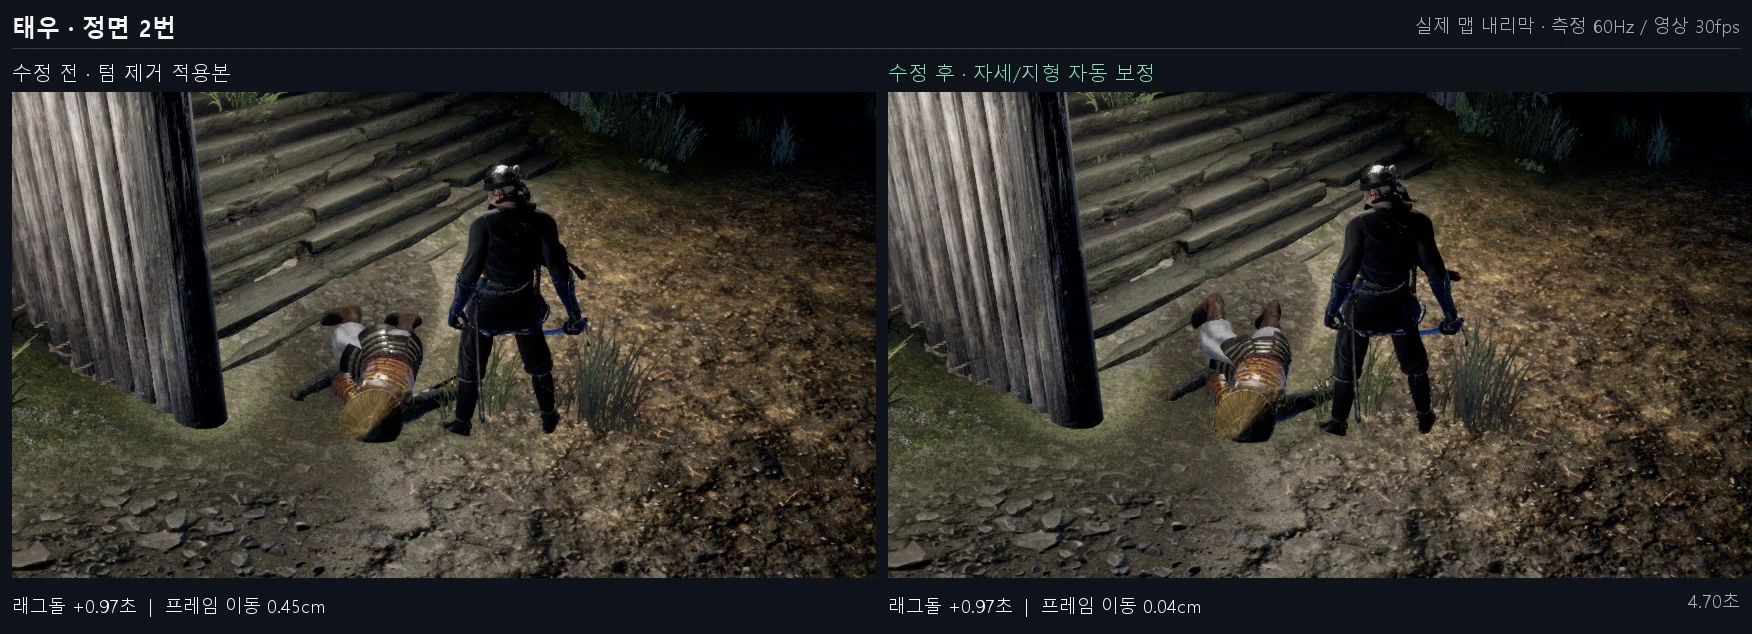 태우 · 정면 2번
실제 맵 내리막 · 측정 60Hz / 영상 30fps
수정 전 · 텀 제거 적용본
수정 후 · 자세/지형 자동 보정
래그돌 +0.97초 | 프레임 이동 0.45cm
래그돌 +0.97초 | 프레임 이동 0.04cm
4.70초